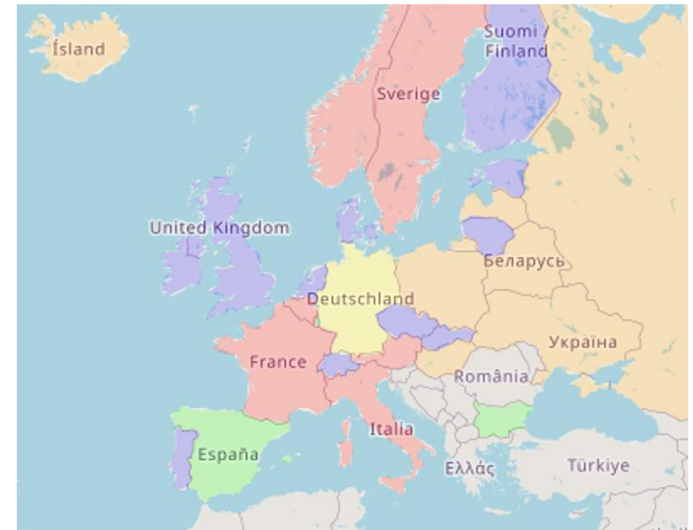 Ísland
Suomi /
Finland
Sverige
United Kingdom
Беларусь
Deutschland
Україна
France
România
Italia
España
Ελλάς
Türkiye